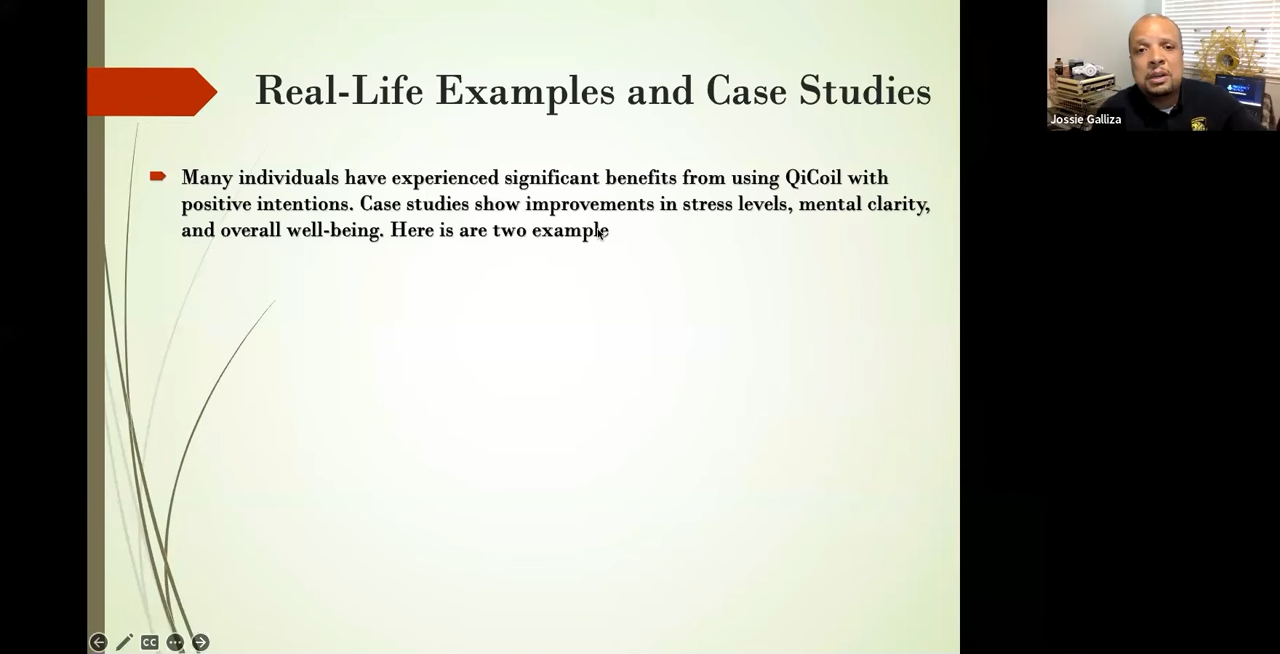 Real-Life Examples and Case Studies
Many individuals have experienced significant benefits from using QiCoil with
positive intentions. Case studies show improvements in stress levels, mental clarity,
and overall well-being. Here is are two example
Jossie Galliza
CC